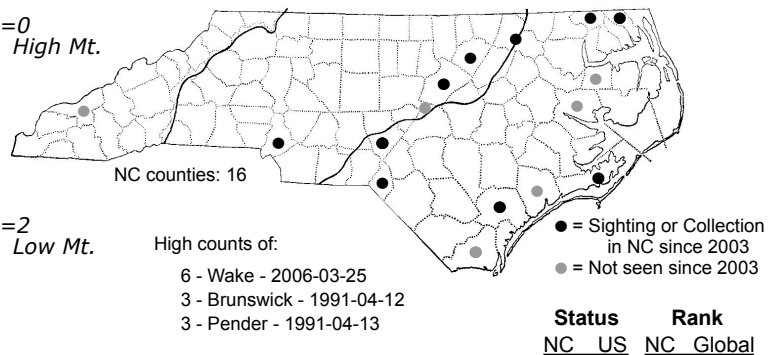 =0
High Mt.
NC counties: 16
=2
Low Mt.
High counts of:
6 - Wake - 2006-03-25
3 - Brunswick - 1991-04-12
3 - Pender - 1991-04-13
= Sighting or Collection
in NC since 2003
= Not seen since 2003
Status Rank
NC US NC Global